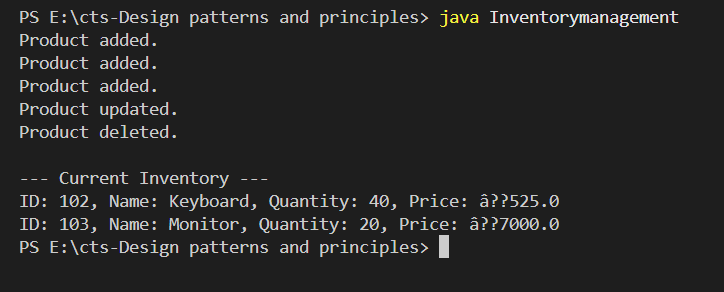 PS E:\cts-Design patterns and principles> java Inventorymanagement
Product added.
Product added.
Product added.
Product updated.
Product deleted.
--- Current Inventory ---
ID: 102, Name: Keyboard, Quantity: 40, Price: â??525.0
ID: 103, Name: Monitor, Quantity: 20, Price: â??7000.0
PS E:\cts-Design patterns and principles>